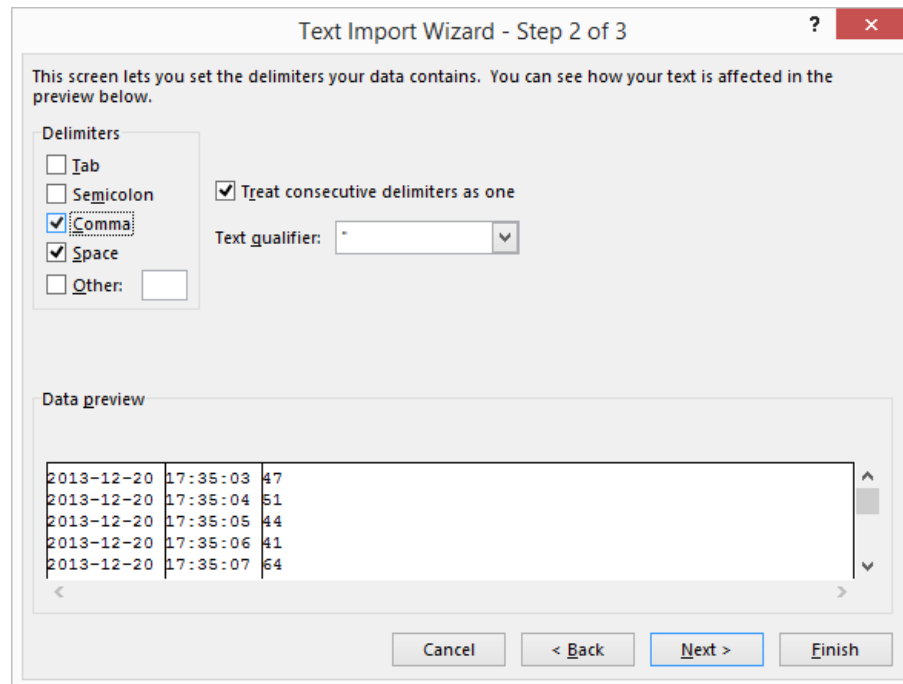 Text Import Wizard - Step 2 of 3
?
This screen lets you set the delimiters your data contains. You can see how your text is affected in the
preview below.
Delimiters
Tab
Semicolon
Comma
Space
Other:
Treat consecutive delimiters as one
Text qualifier: "
Data preview
2013-12-20 17:35:03 47
2013-12-20 17:35:04 51
2013-12-20 17:35:05 44
2013-12-20 17:35:06 41
2013-12-20 17:35:07 64
Cancel
< Back
Next >
Finish